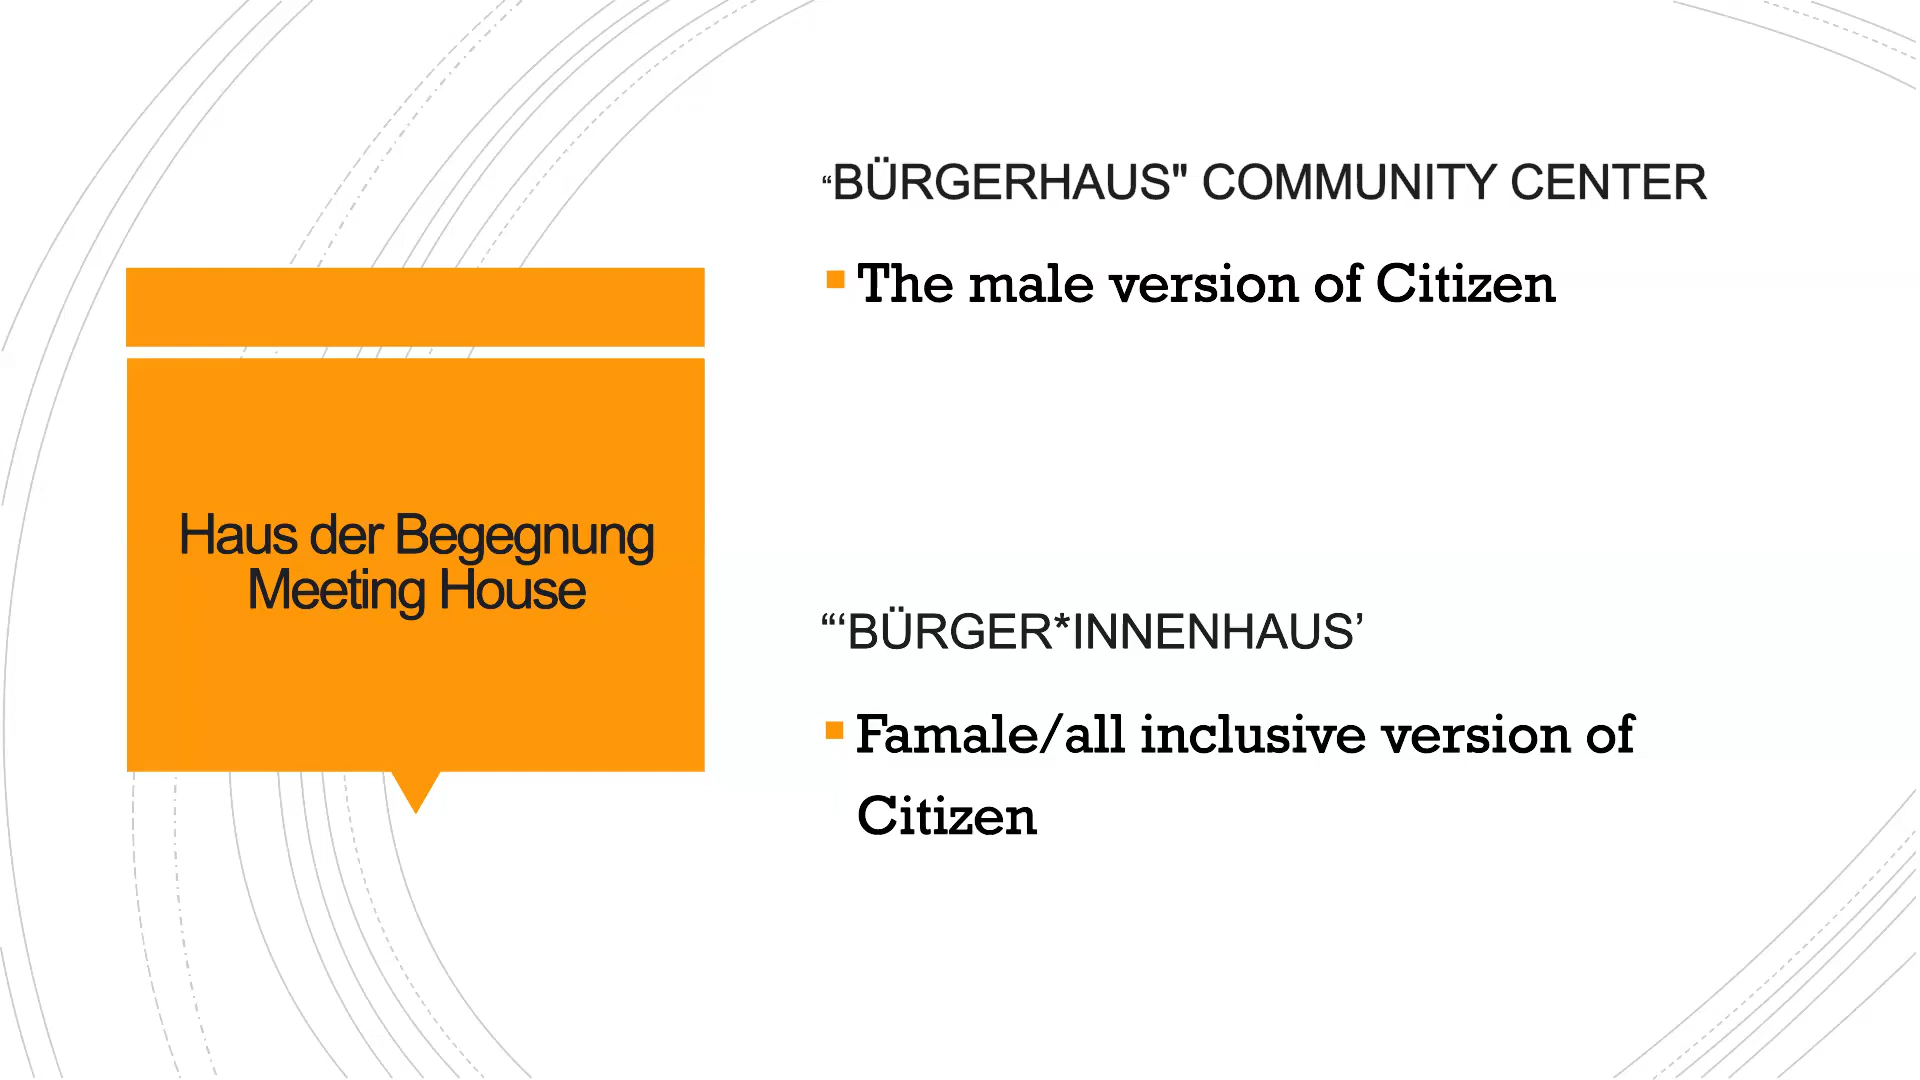 Haus der Begegnung
Meeting House
“BÜRGERHAUS" COMMUNITY CENTER
▪ The male version of Citizen
“‘BÜRGER*INNENHAUS’
▪ Famale/all inclusive version of
Citizen